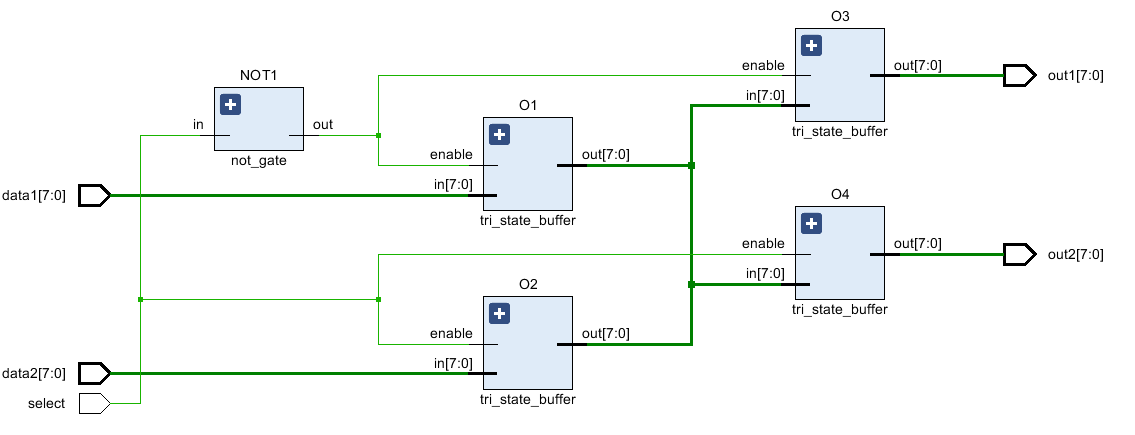 O3
enable
out[7:0]
out1[7:0]
in[7:0]
tri_state_buffer
NOT1
in
out
not_gate
O1
enable
out[7:0]
data1[7:0]
in[7:0]
tri_state_buffer
O4
enable
out[7:0]
out2[7:0]
in[7:0]
tri_state_buffer
O2
enable
out[7:0]
data2[7:0]
in[7:0]
tri_state_buffer
select